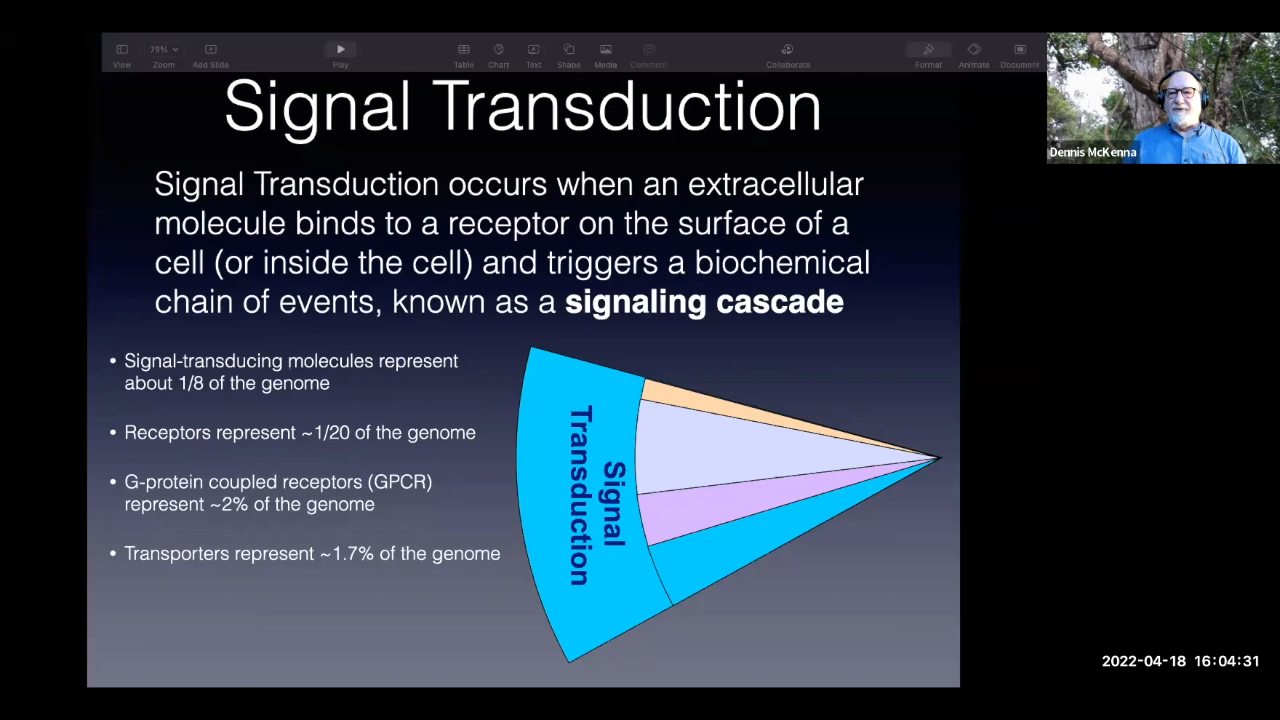 79%
View
Zoom
Add Slide
Play
Table
Chart
Text
Shape
Media
Comment
Collaborate
Format
Animate
Document
Dennis McKenna
Signal Transduction
Signal Transduction occurs when an extracellular
molecule binds to a receptor on the surface of a
cell (or inside the cell) and triggers a biochemical
chain of events, known as a signaling cascade
• Signal-transducing molecules represent
about 1/8 of the genome
• Receptors represent ~1/20 of the genome
• G-protein coupled receptors (GPCR)
represent ~2% of the genome
• Transporters represent ~1.7% of the genome
Signal
Transduction
2022-04-18 16:04:31